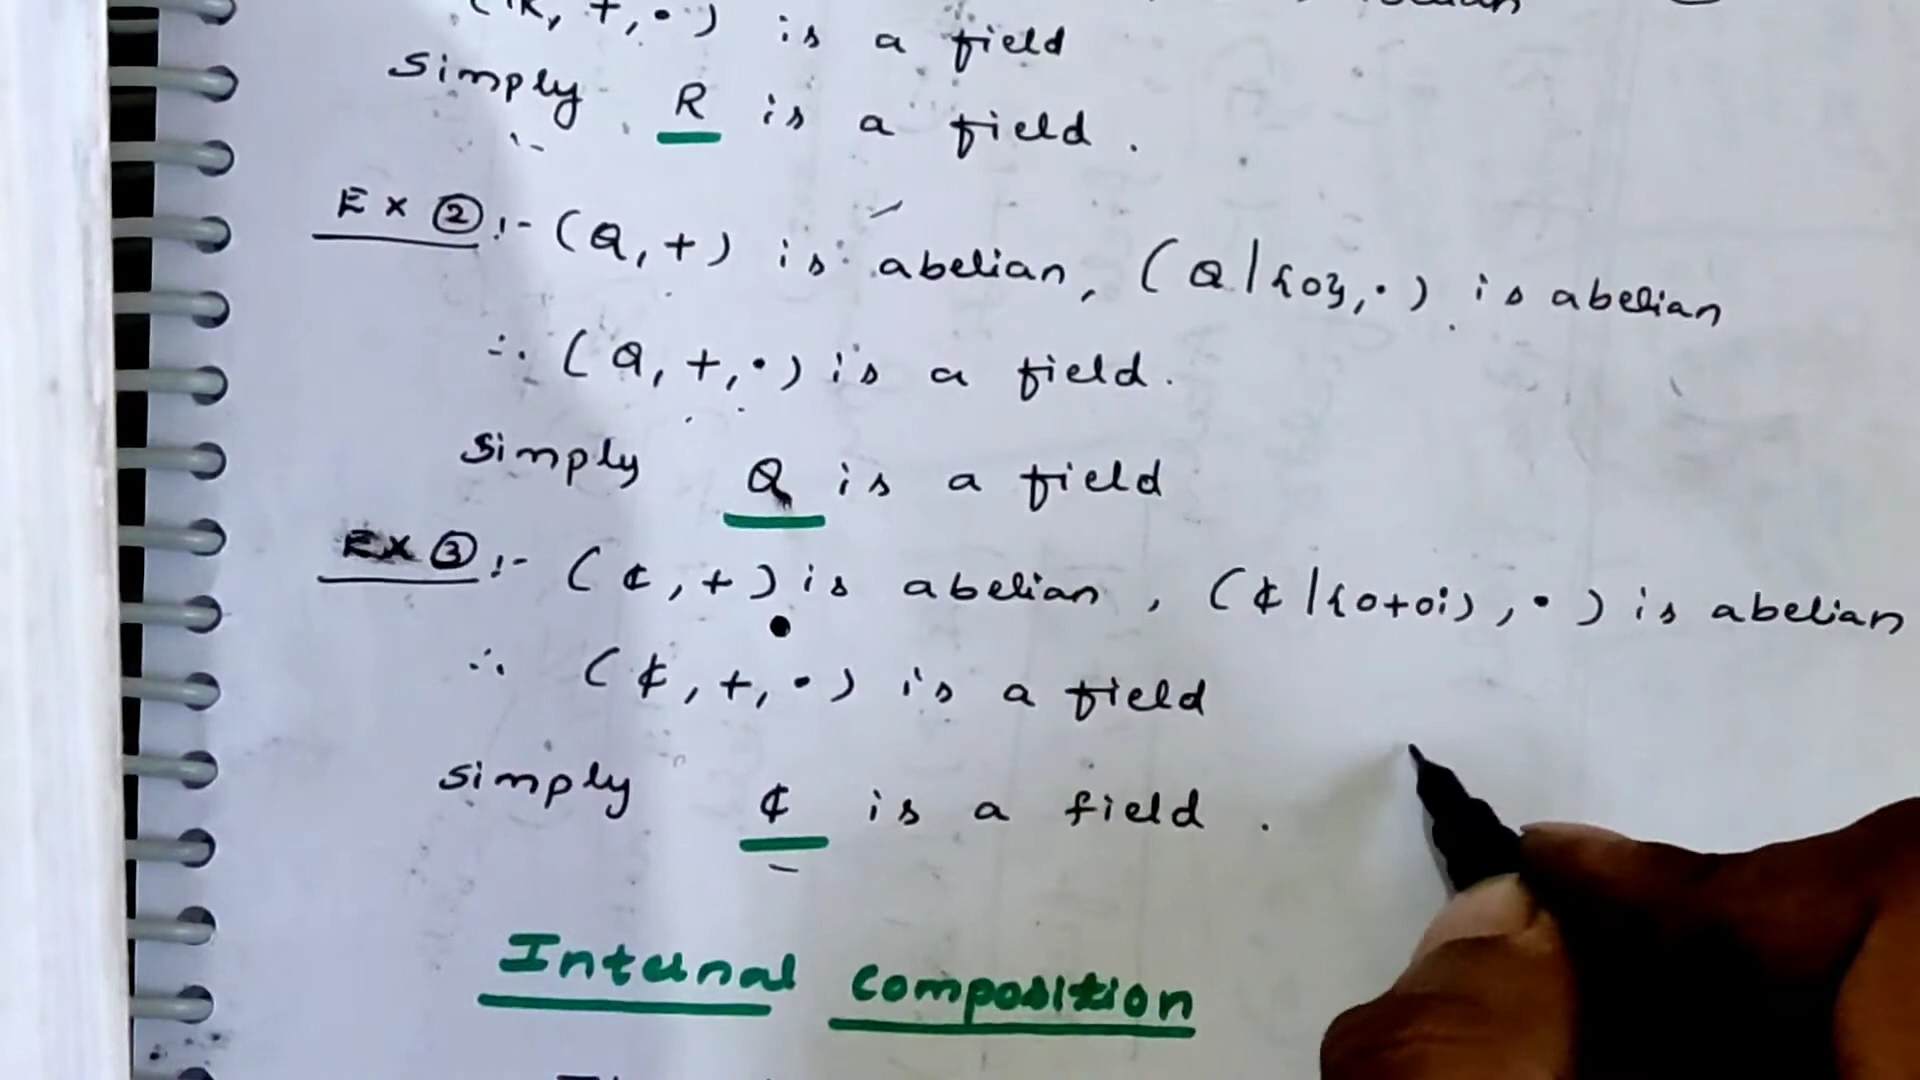 (R, +, •) is a field
Simply R is a field.
Ex ② :- (Q, +) is abelian, (Q|{0}, •) is abelian
∴ (Q, +, •) is a field.
Simply Q is a field
Ex ③ :- (₵, +) is abelian, (₵|{0+0i), •) is abelian
∴ (₵, +, •) is a field
Simply ₵ is a field.
Internal composition